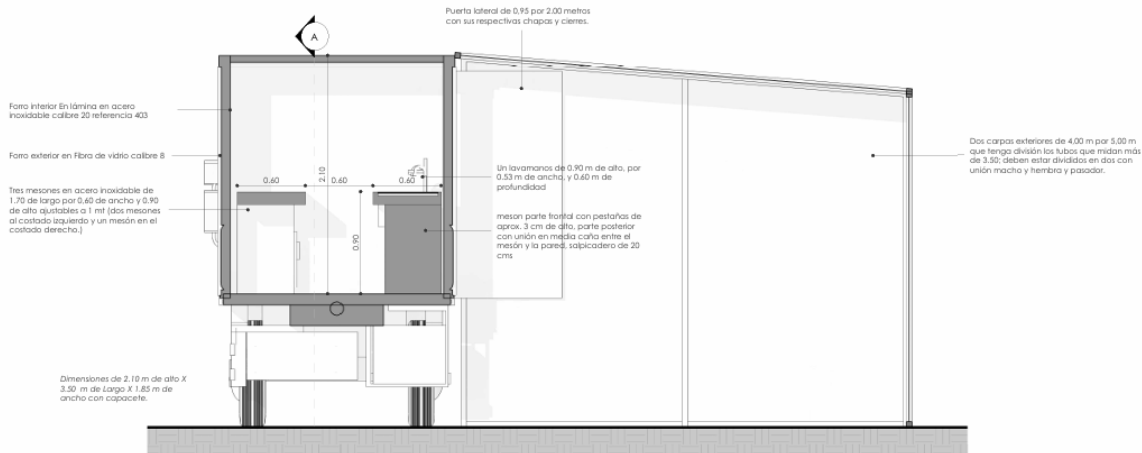 Puerta lateral de 0,95 por 2.00 metros
con sus respectivas chapas y cierres.
A
Forro interior En lámina en acero
inoxidable calibre 20 referencia 403
Forro exterior en Fibra de vidrio calibre 8
Tres mesones en acero inoxidable de
1.70 de largo por 0,60 de ancho y 0.90
de alto ajustables a 1 mt (dos mesones
al costado izquierdo y un mesón en el
costado derecho.)
0.60
2.10
0.60
0.60
0.90
Un lavamanos de 0.90 m de alto, por
0.53 m de ancho, y 0.60 m de
profundidad
meson parte frontal con pestañas de
aprox. 3 cm de alto, parte posterior
con unión en media caña entre el
mesón y la pared, salpicadero de 20
cms
Dos carpas exteriores de 4,00 m por 5,00 m
que tenga división los tubos que midan más
de 3.50; deben estar divididos en dos con
unión macho y hembra y pasador.
Dimensiones de 2.10 m de alto X
3.50 m de Largo X 1.85 m de
ancho con capacete.